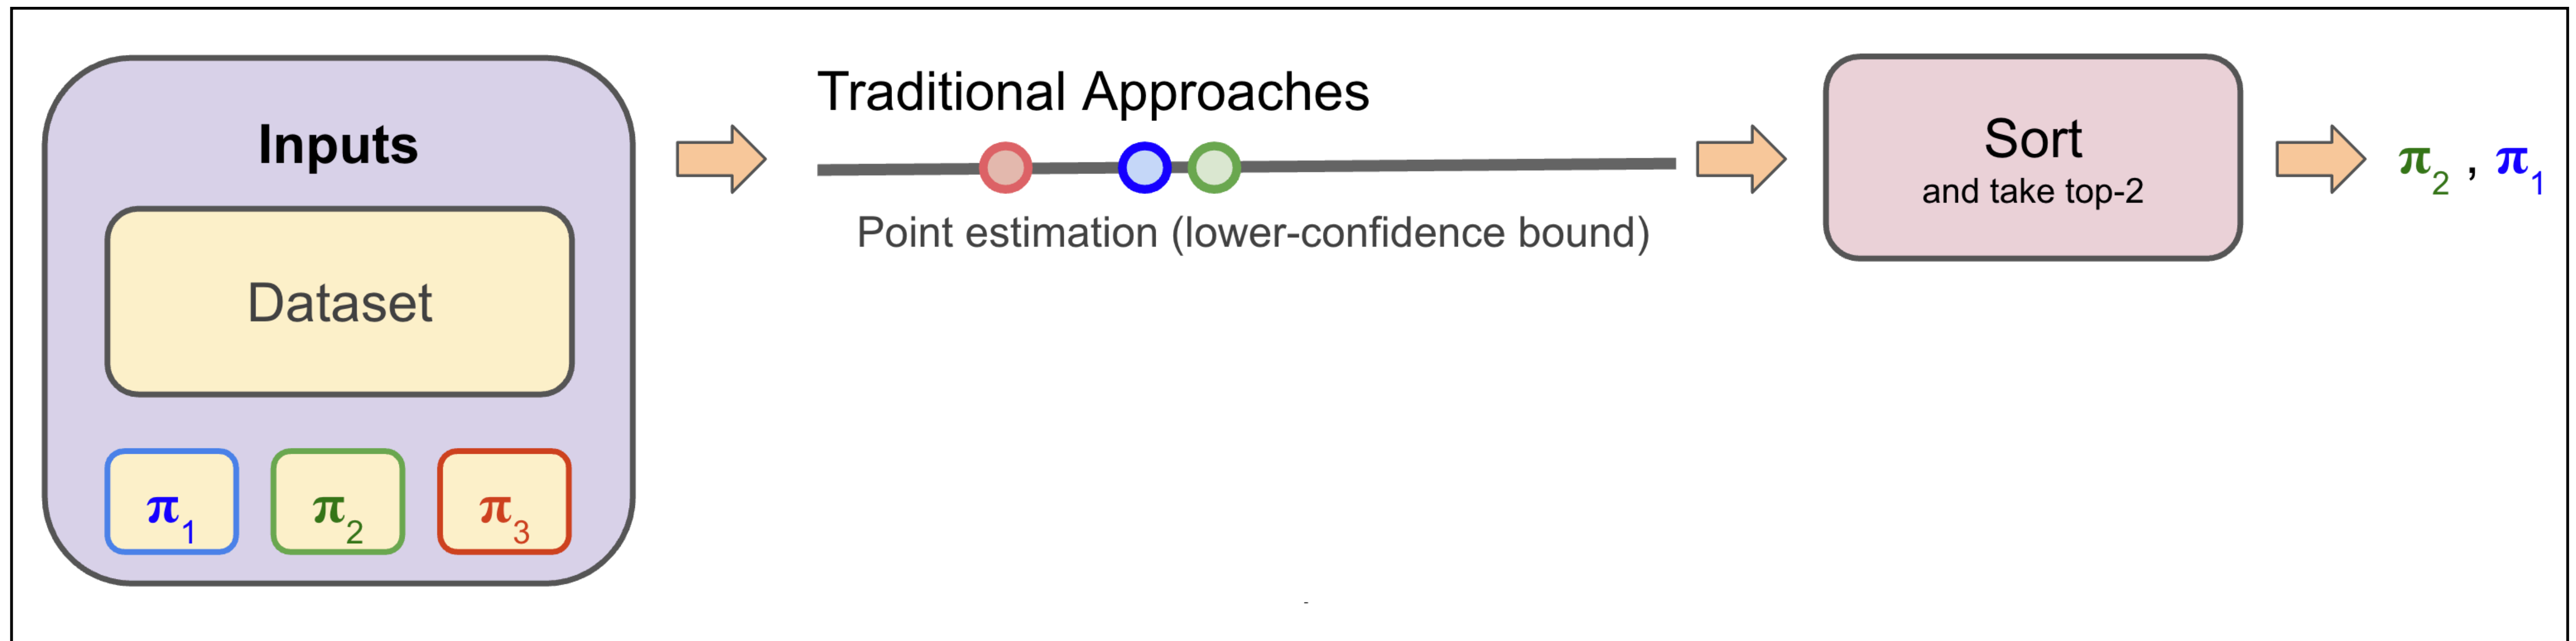 Inputs
Dataset
π1
π2
π3
Traditional Approaches
Point estimation (lower-confidence bound)
Sort
and take top-2
π2 , π1